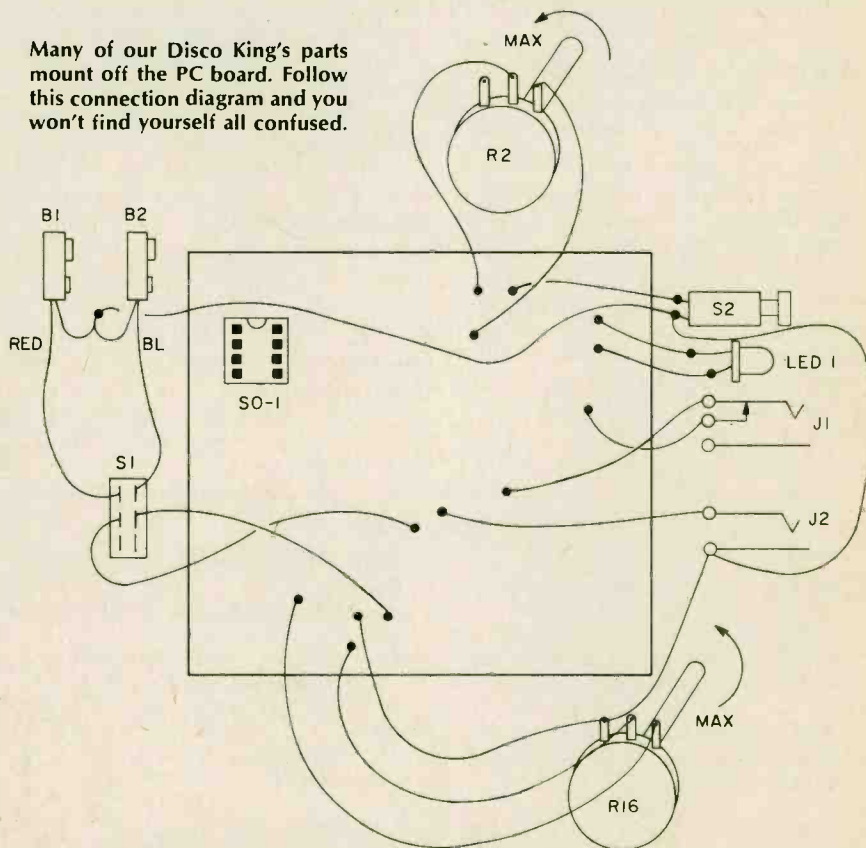 Many of our Disco King's parts
mount off the PC board. Follow
this connection diagram and you
won't find yourself all confused.
MAX
R2
B1
B2
RED
BL
SO-1
S2
LED 1
J1
S1
J2
MAX
R16